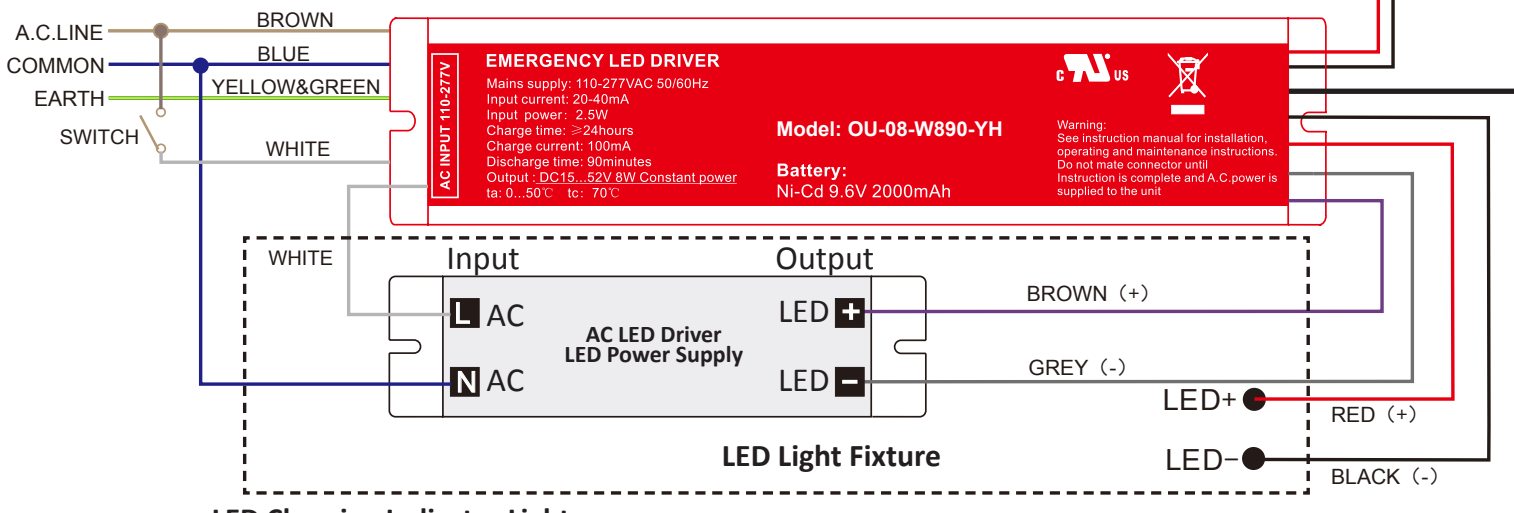 A.C.LINE
BROWN
COMMON
BLUE
EARTH
YELLOW&GREEN
SWITCH
WHITE
AC INPUT 110-277V
EMERGENCY LED DRIVER
Mains supply: 110-277VAC 50/60Hz
Input current: 20-40mA
Input power: 2.5W
Charge time: ≥24hours
Charge current: 100mA
Discharge time: 90minutes
Output : DC15...52V 8W Constant power
ta: 0...50℃ tc: 70℃
Model: OU-08-W890-YH
Battery:
Ni-Cd 9.6V 2000mAh
C RU US
Warning:
See instruction manual for installation,
operating and maintenance instructions.
Do not mate connector until
Instruction is complete and A.C.power is
supplied to the unit
WHITE
Input
Output
L AC
N AC
AC LED Driver
LED Power Supply
LED +
LED -
BROWN（+）
GREY（-）
LED+
RED（+）
LED-
BLACK（-）
LED Light Fixture